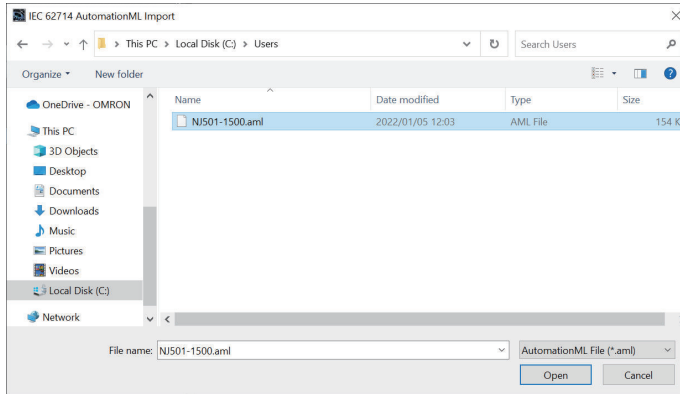 IEC 62714 AutomationML Import
This PC > Local Disk (C:) > Users
Search Users
Organize
New folder
Name
Date modified
Type
Size
NJ501-1500.aml
2022/01/05 12:03
AML File
154 K
OneDrive - OMRON
This PC
3D Objects
Desktop
Documents
Downloads
Music
Pictures
Videos
Local Disk (C:)
Network
File name:
NJ501-1500.aml
AutomationML File (*.aml)
Open
Cancel